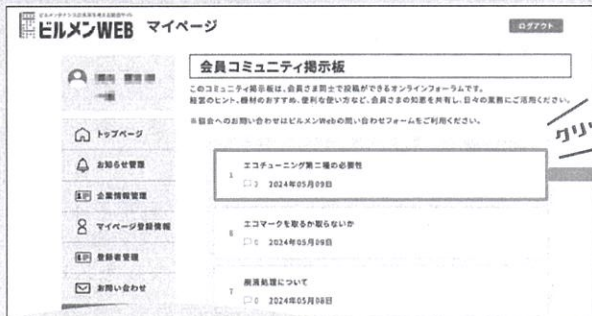 ビルメンWEB マイページ
ログアウト
会員コミュニティ掲示板
このコミュニティ掲示板は、会員さま同士で投稿ができるオンラインフォーラムです。
経営のヒント、機材のおすすめ、便利な使い方など、会員さまの知恵を共有し、日々の業務にご活用ください。
※協会へのお問い合わせはビルメンWebの問い合わせフォームをご利用ください。
トップページ
お知らせ管理
企業情報管理
マイページ登録情報
登録者管理
お問い合わせ
エコチューニング第二種の必要性
2024年05月09日
エコマークを取るか取らないか
0 2024年05月09日
7 廃液処理について
0 2024年05月08日